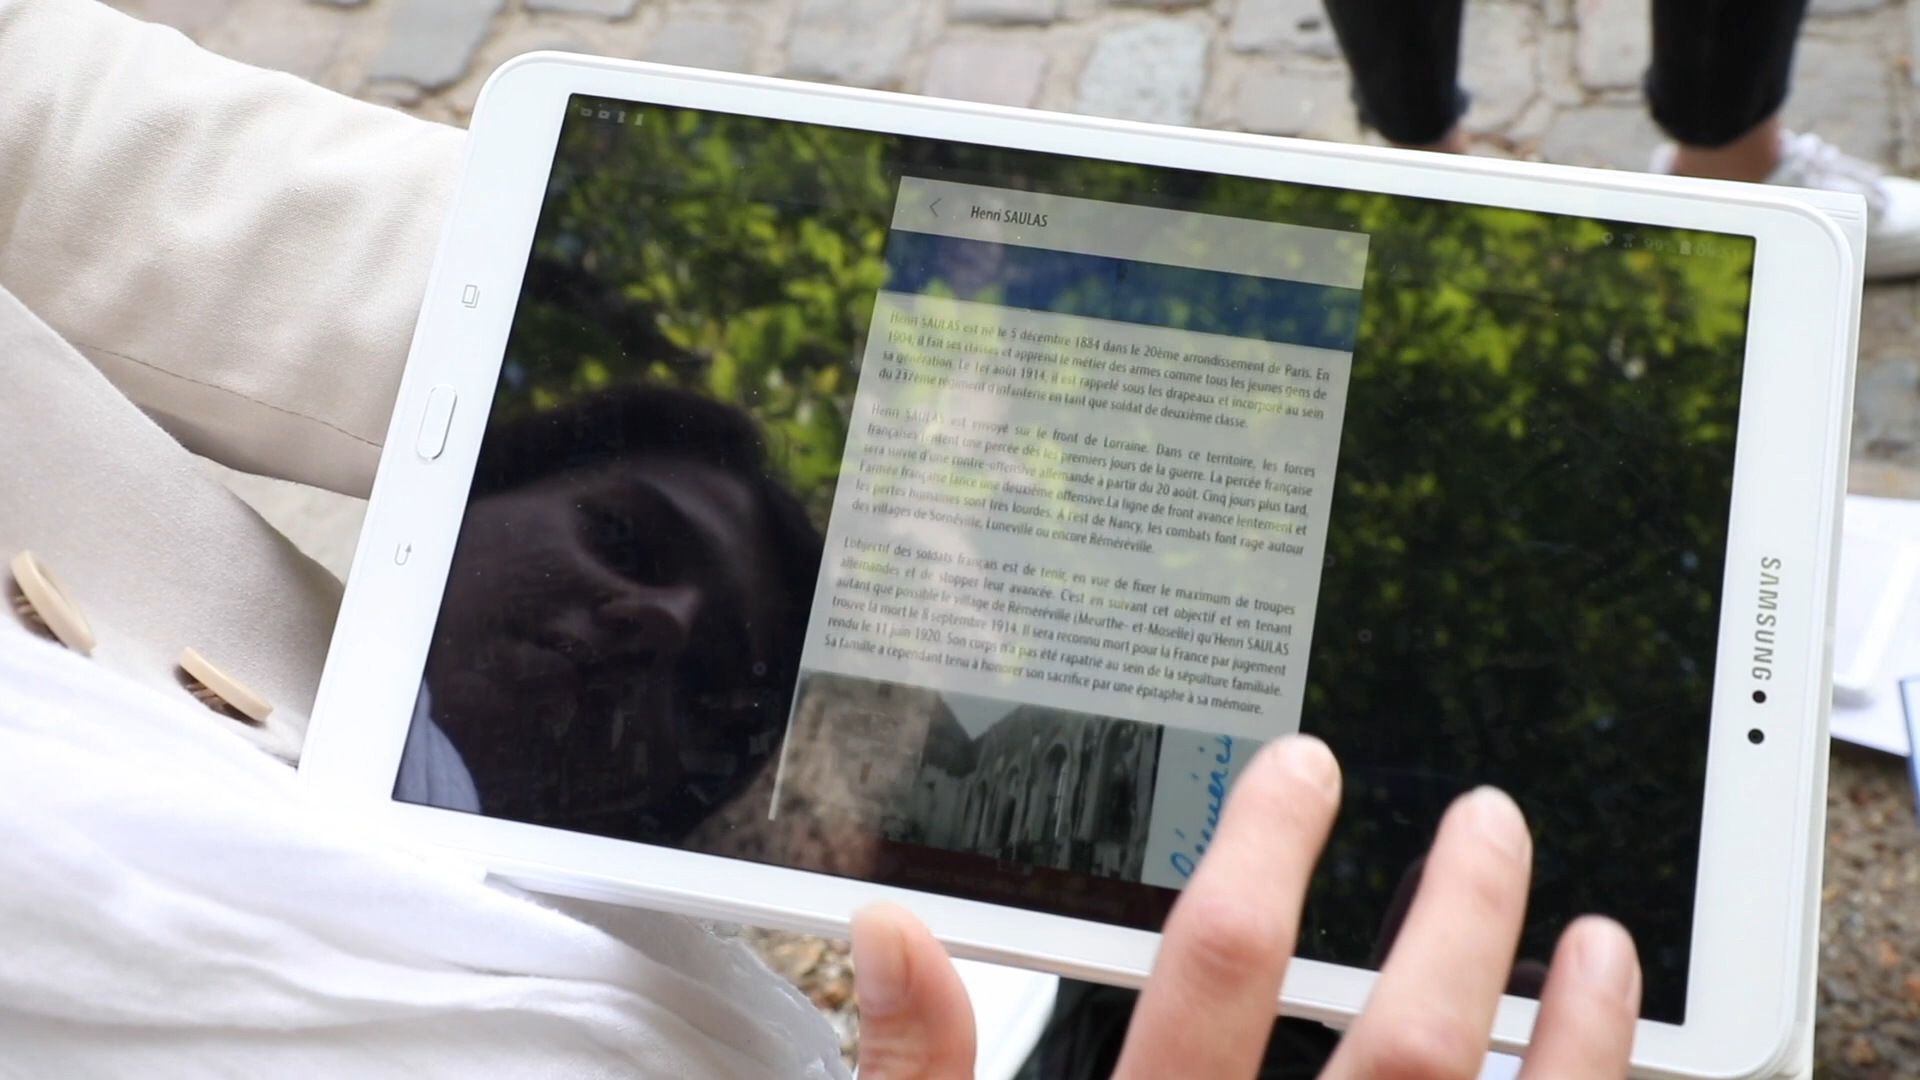 Henri SAULAS
Henri SAULAS est né le 5 décembre 1884 dans le 20ème arrondissement de Paris. En
1904, il fait ses classes et apprend le métier des armes comme tous les jeunes gens de
sa génération. Le 1er août 1914, il est rappelé sous les drapeaux et incorporé au sein
du 237ème régiment d'infanterie en tant que soldat de deuxième classe.
Henri SAULAS est envoyé sur le front de Lorraine. Dans ce territoire, les forces
françaises tentent une percée dès les premiers jours de la guerre. La percée française
sera suivie d'une contre-offensive allemande à partir du 20 août. Cinq jours plus tard,
l'armée française lance une deuxième offensive.La ligne de front avance lentement et
les pertes humaines sont très lourdes. A l'est de Nancy, les combats font rage autour
des villages de Sornéville, Luneville ou encore Réméréville.
L'objectif des soldats français est de tenir, en vue de fixer le maximum de troupes
allemandes et de stopper leur avancée. C'est en suivant cet objectif et en tenant
autant que possible le village de Réméréville (Meurthe- et-Moselle) qu'Henri SAULAS
trouve la mort le 8 septembre 1914. Il sera reconnu mort pour la France par jugement
rendu le 11 juin 1920. Son corps n'a pas été rapatrié au sein de la sépulture familiale.
Sa famille a cependant tenu à honorer son sacrifice par une épitaphe à sa mémoire.
SAMSUNG